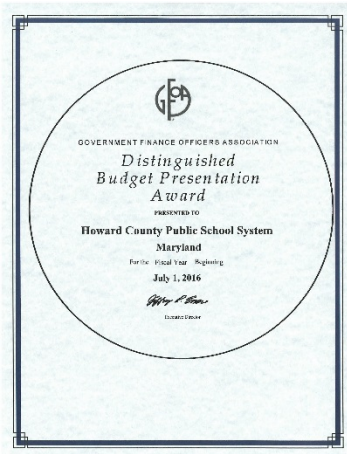 GFOA
GOVERNMENT FINANCE OFFICERS ASSOCIATION
Distinguished
Budget Presentation
Award
PRESENTED TO
Howard County Public School System
Maryland
For the Fiscal Year Beginning
July 1, 2016
Executive Director